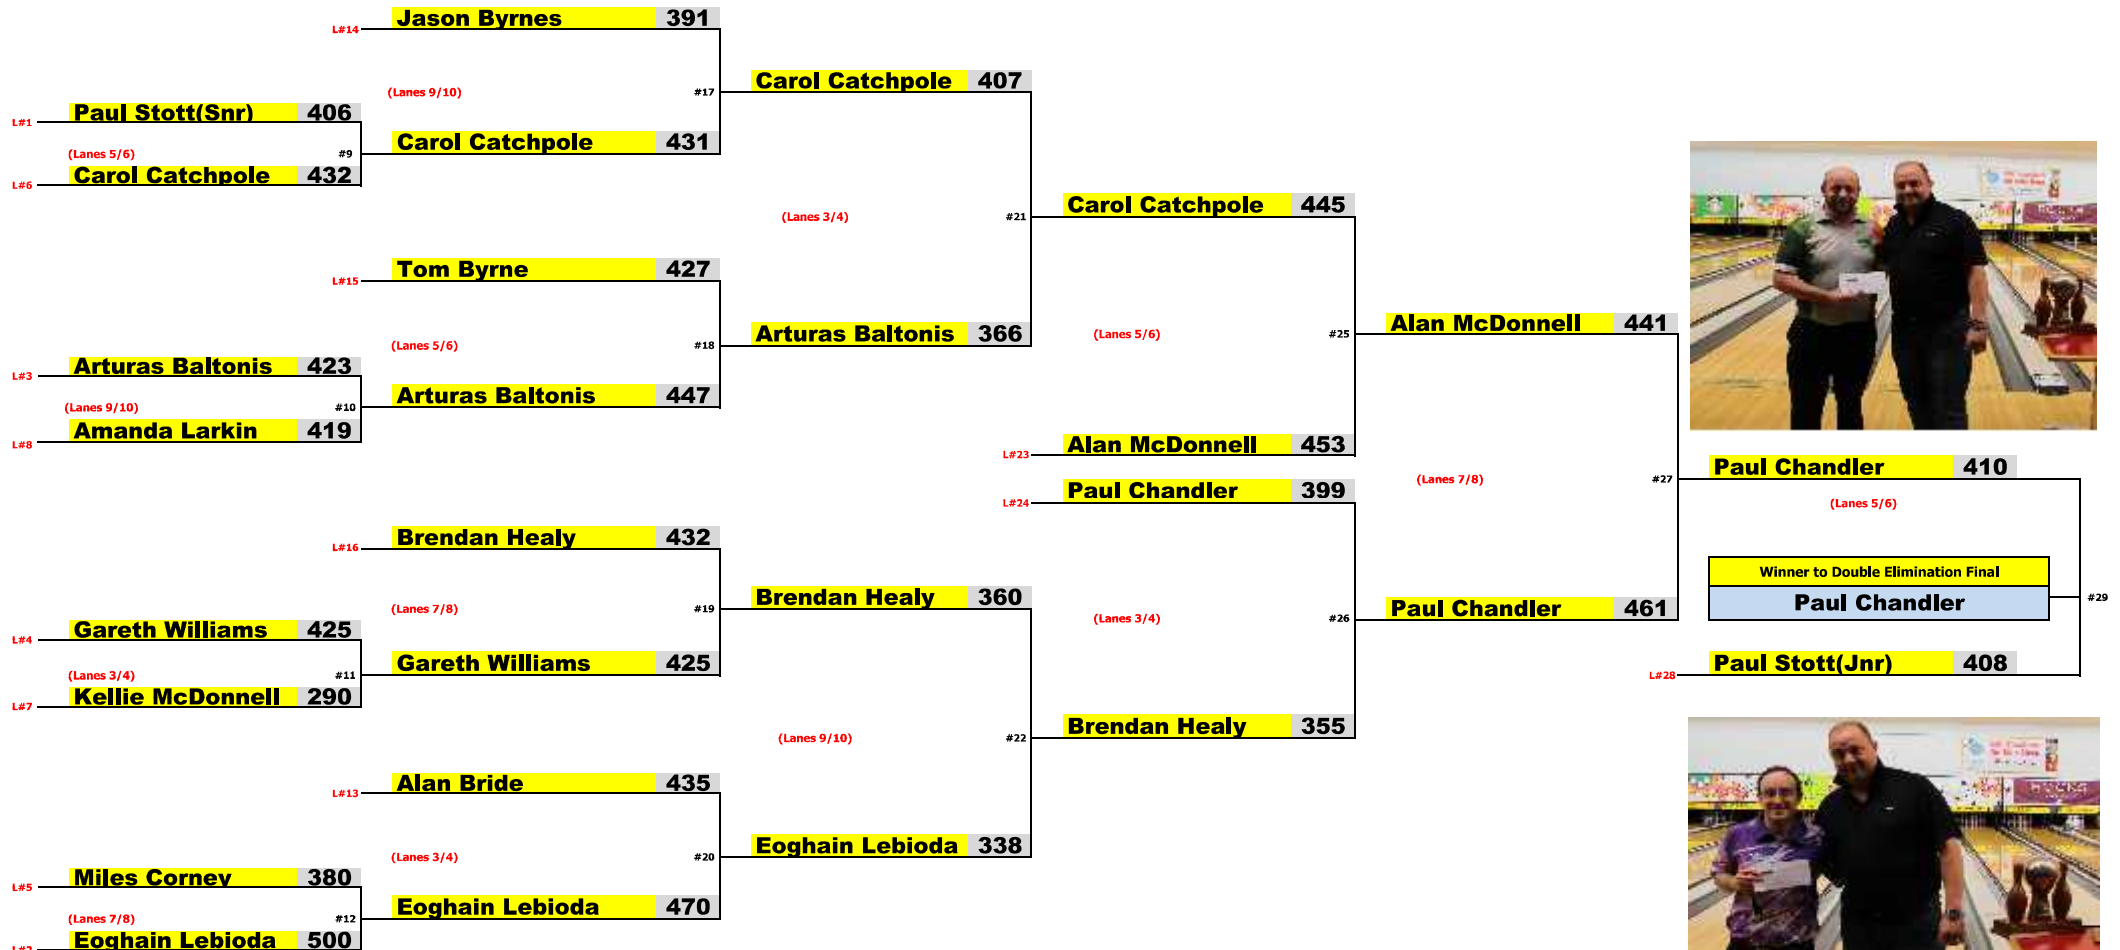 Jason Byrnes 391
L#14
(Lanes 9/10) #17
Carol Catchpole 407
Paul Stott(Snr) 406
L#1
(Lanes 5/6) #9
Carol Catchpole 431
L#6
Carol Catchpole 432
(Lanes 3/4) #21
Carol Catchpole 445
Tom Byrne 427
L#15
(Lanes 5/6) #18
Arturas Baltonis 366
Arturas Baltonis 423
L#3
(Lanes 9/10) #10
Arturas Baltonis 447
Amanda Larkin 419
L#8
(Lanes 5/6) #25
Alan McDonnell 441
Alan McDonnell 453
L#23
Paul Chandler 399
L#24
(Lanes 7/8) #27
Paul Chandler 410
(Lanes 5/6)
Brendan Healy 432
L#16
(Lanes 7/8) #19
Brendan Healy 360
(Lanes 3/4) #26
Paul Chandler 461
Winner to Double Elimination Final
Paul Chandler
#29
Gareth Williams 425
L#4
(Lanes 3/4) #11
Gareth Williams 425
Kellie McDonnell 290
L#7
Paul Stott(Jnr) 408
L#28
(Lanes 9/10) #22
Brendan Healy 355
Alan Bride 435
L#13
(Lanes 3/4) #20
Eoghain Lebioda 338
Miles Corney 380
L#5
(Lanes 7/8) #12
Eoghain Lebioda 470
Eoghain Lebioda 500
L#2